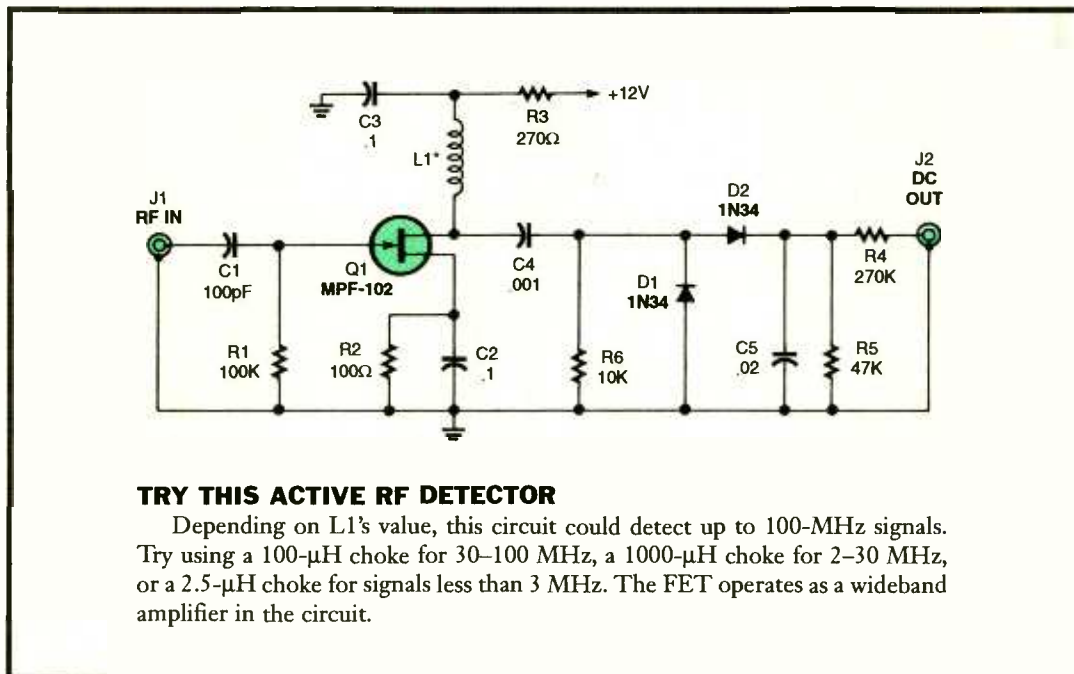 +12V
C3
.1
R3
270Ω
L1*
J1
RF IN
C1
100pF
Q1
MPF-102
R1
100K
R2
100Ω
C2
.1
C4
.001
R6
10K
D1
1N34
D2
1N34
C5
.02
R5
47K
R4
270K
J2
DC
OUT
TRY THIS ACTIVE RF DETECTOR
Depending on L1's value, this circuit could detect up to 100-MHz signals.
Try using a 100-μH choke for 30–100 MHz, a 1000-μH choke for 2–30 MHz,
or a 2.5-μH choke for signals less than 3 MHz. The FET operates as a wideband
amplifier in the circuit.